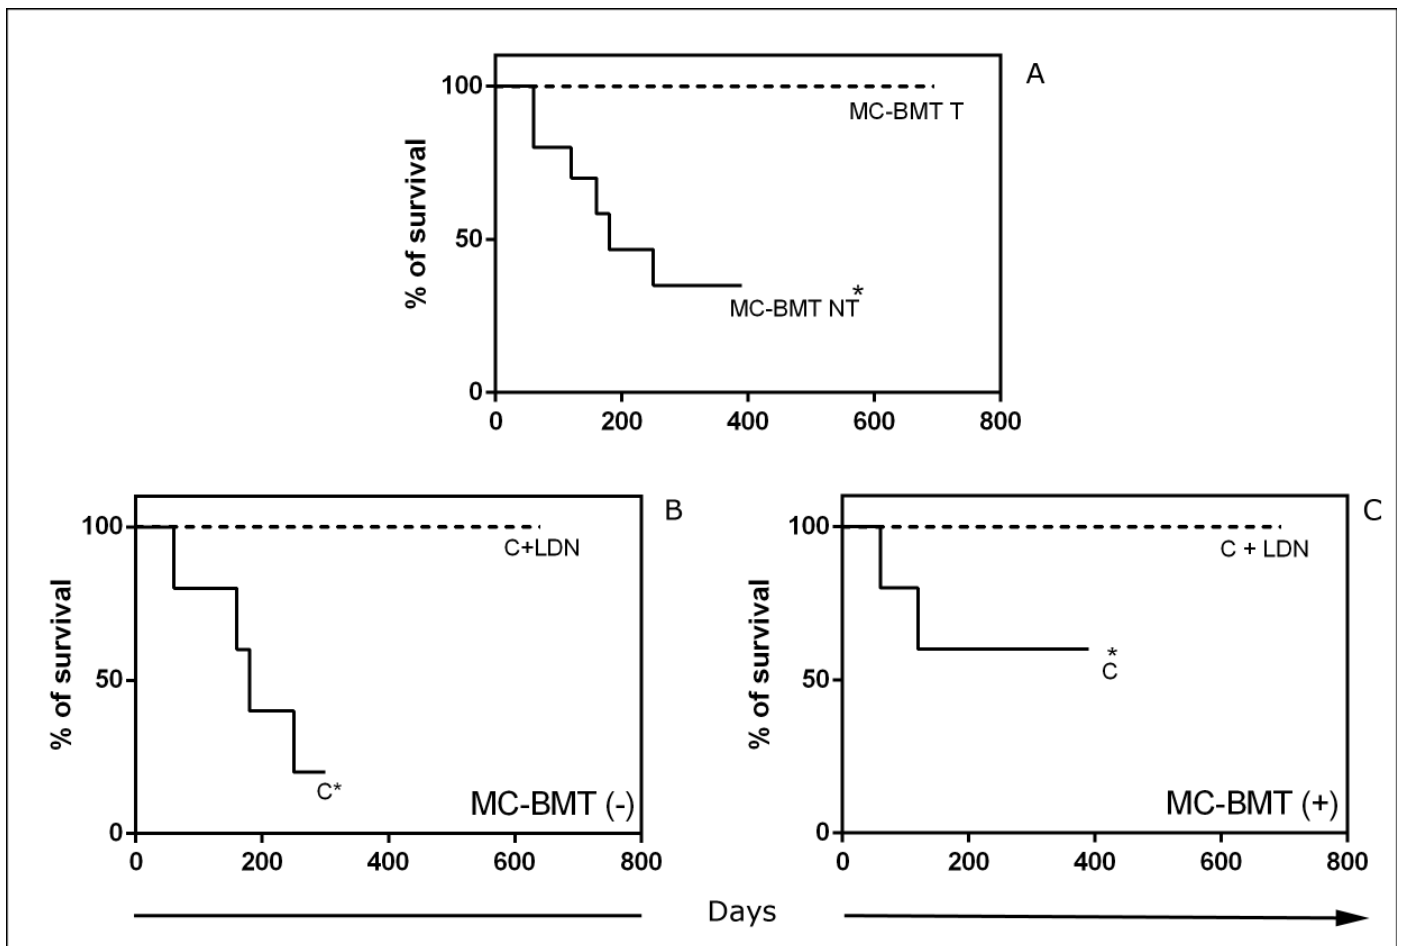 A
100
MC-BMT T
% of survival
50
MC-BMT NT*
0
0 200 400 600 800
B
100
C+LDN
% of survival
50
C*
MC-BMT (-)
0
0 200 400 600 800
C
100
C + LDN
% of survival
50
*
C
MC-BMT (+)
0
0 200 400 600 800
Days